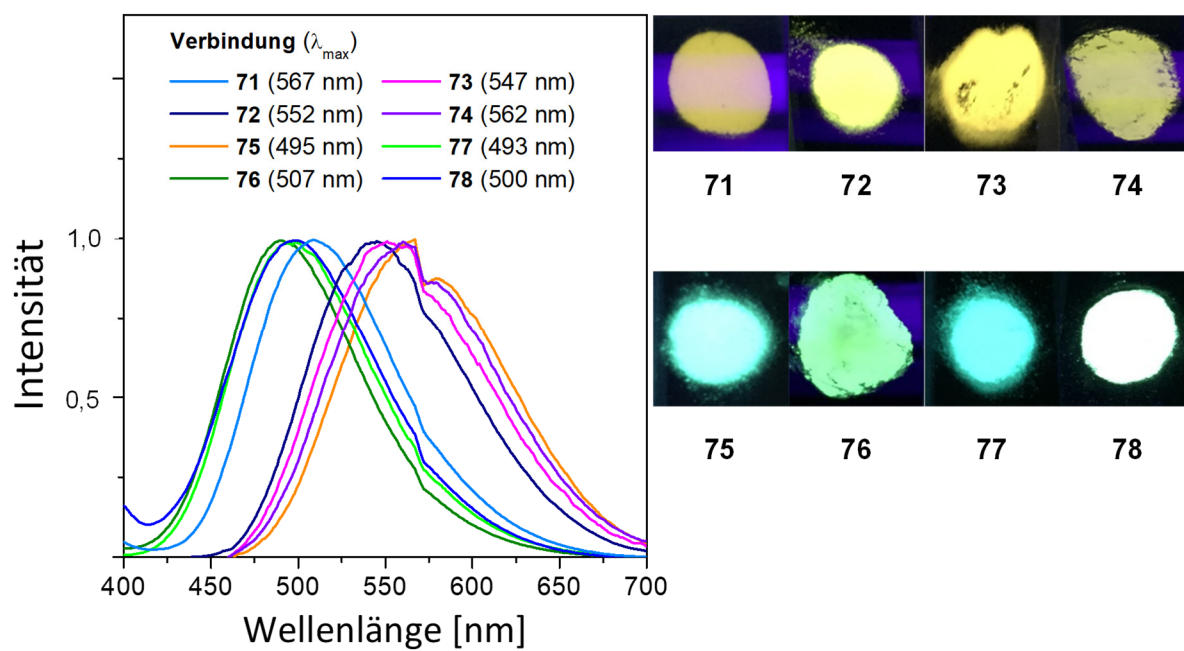 Verbindung (λmax)
71 (567 nm) 73 (547 nm)
72 (552 nm) 74 (562 nm)
75 (495 nm) 77 (493 nm)
76 (507 nm) 78 (500 nm)
1,0
0,5
Intensität
400 450 500 550 600 650 700
Wellenlänge [nm]
71 72 73 74
75 76 77 78